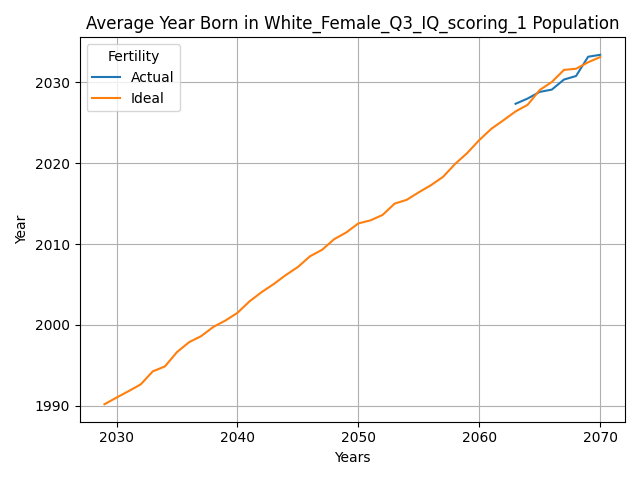 Average Year Born in White_Female_Q3_IQ_scoring_1 Population
Fertility
Actual
Ideal
Year
2030
2020
2010
2000
1990
2030 2040 2050 2060 2070
Years